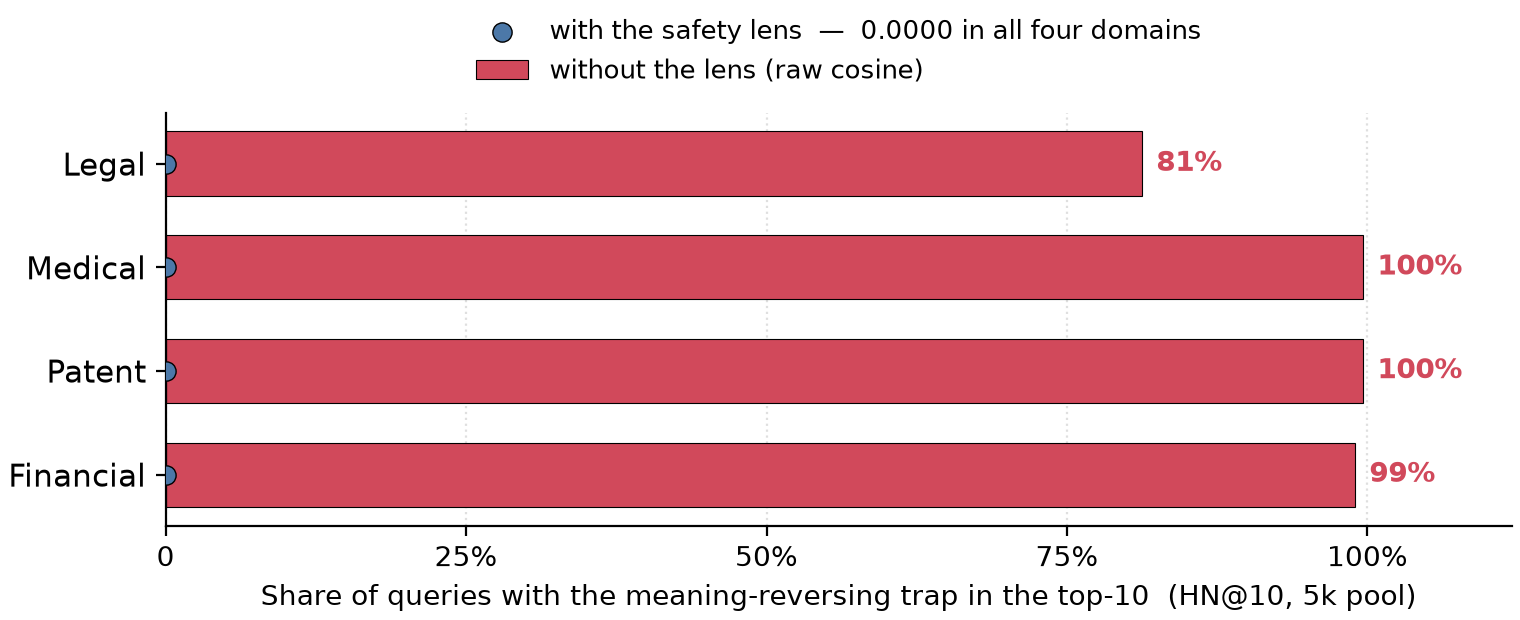 with the safety lens  —  0.0000 in all four domains
without the lens (raw cosine)
Legal
81%
Medical
100%
Patent
100%
Financial
99%
0 25% 50% 75% 100%
Share of queries with the meaning-reversing trap in the top-10  (HN@10, 5k pool)